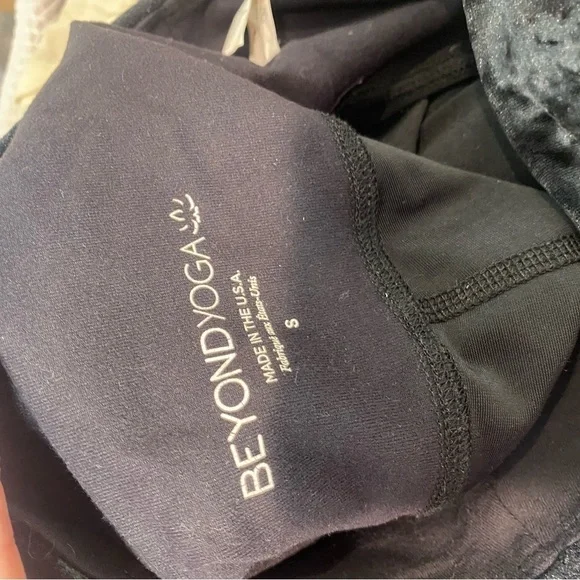 BEYONDYOGA
MADE IN THE U.S.A.
Fabriqué aux États-Unis
S